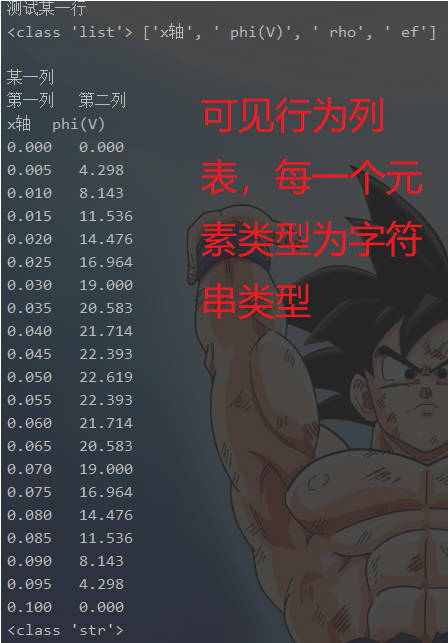 测试某一行
<class 'list'> ['x轴', ' phi(V)', ' rho', ' ef']
某一列
第一列 第二列
x轴 phi(V)
0.000 0.000
0.005 4.298
0.010 8.143
0.015 11.536
0.020 14.476
0.025 16.964
0.030 19.000
0.035 20.583
0.040 21.714
0.045 22.393
0.050 22.619
0.055 22.393
0.060 21.714
0.065 20.583
0.070 19.000
0.075 16.964
0.080 14.476
0.085 11.536
0.090 8.143
0.095 4.298
0.100 0.000
<class 'str'>
可见行为列
表，每一个元
素类型为字符
串类型